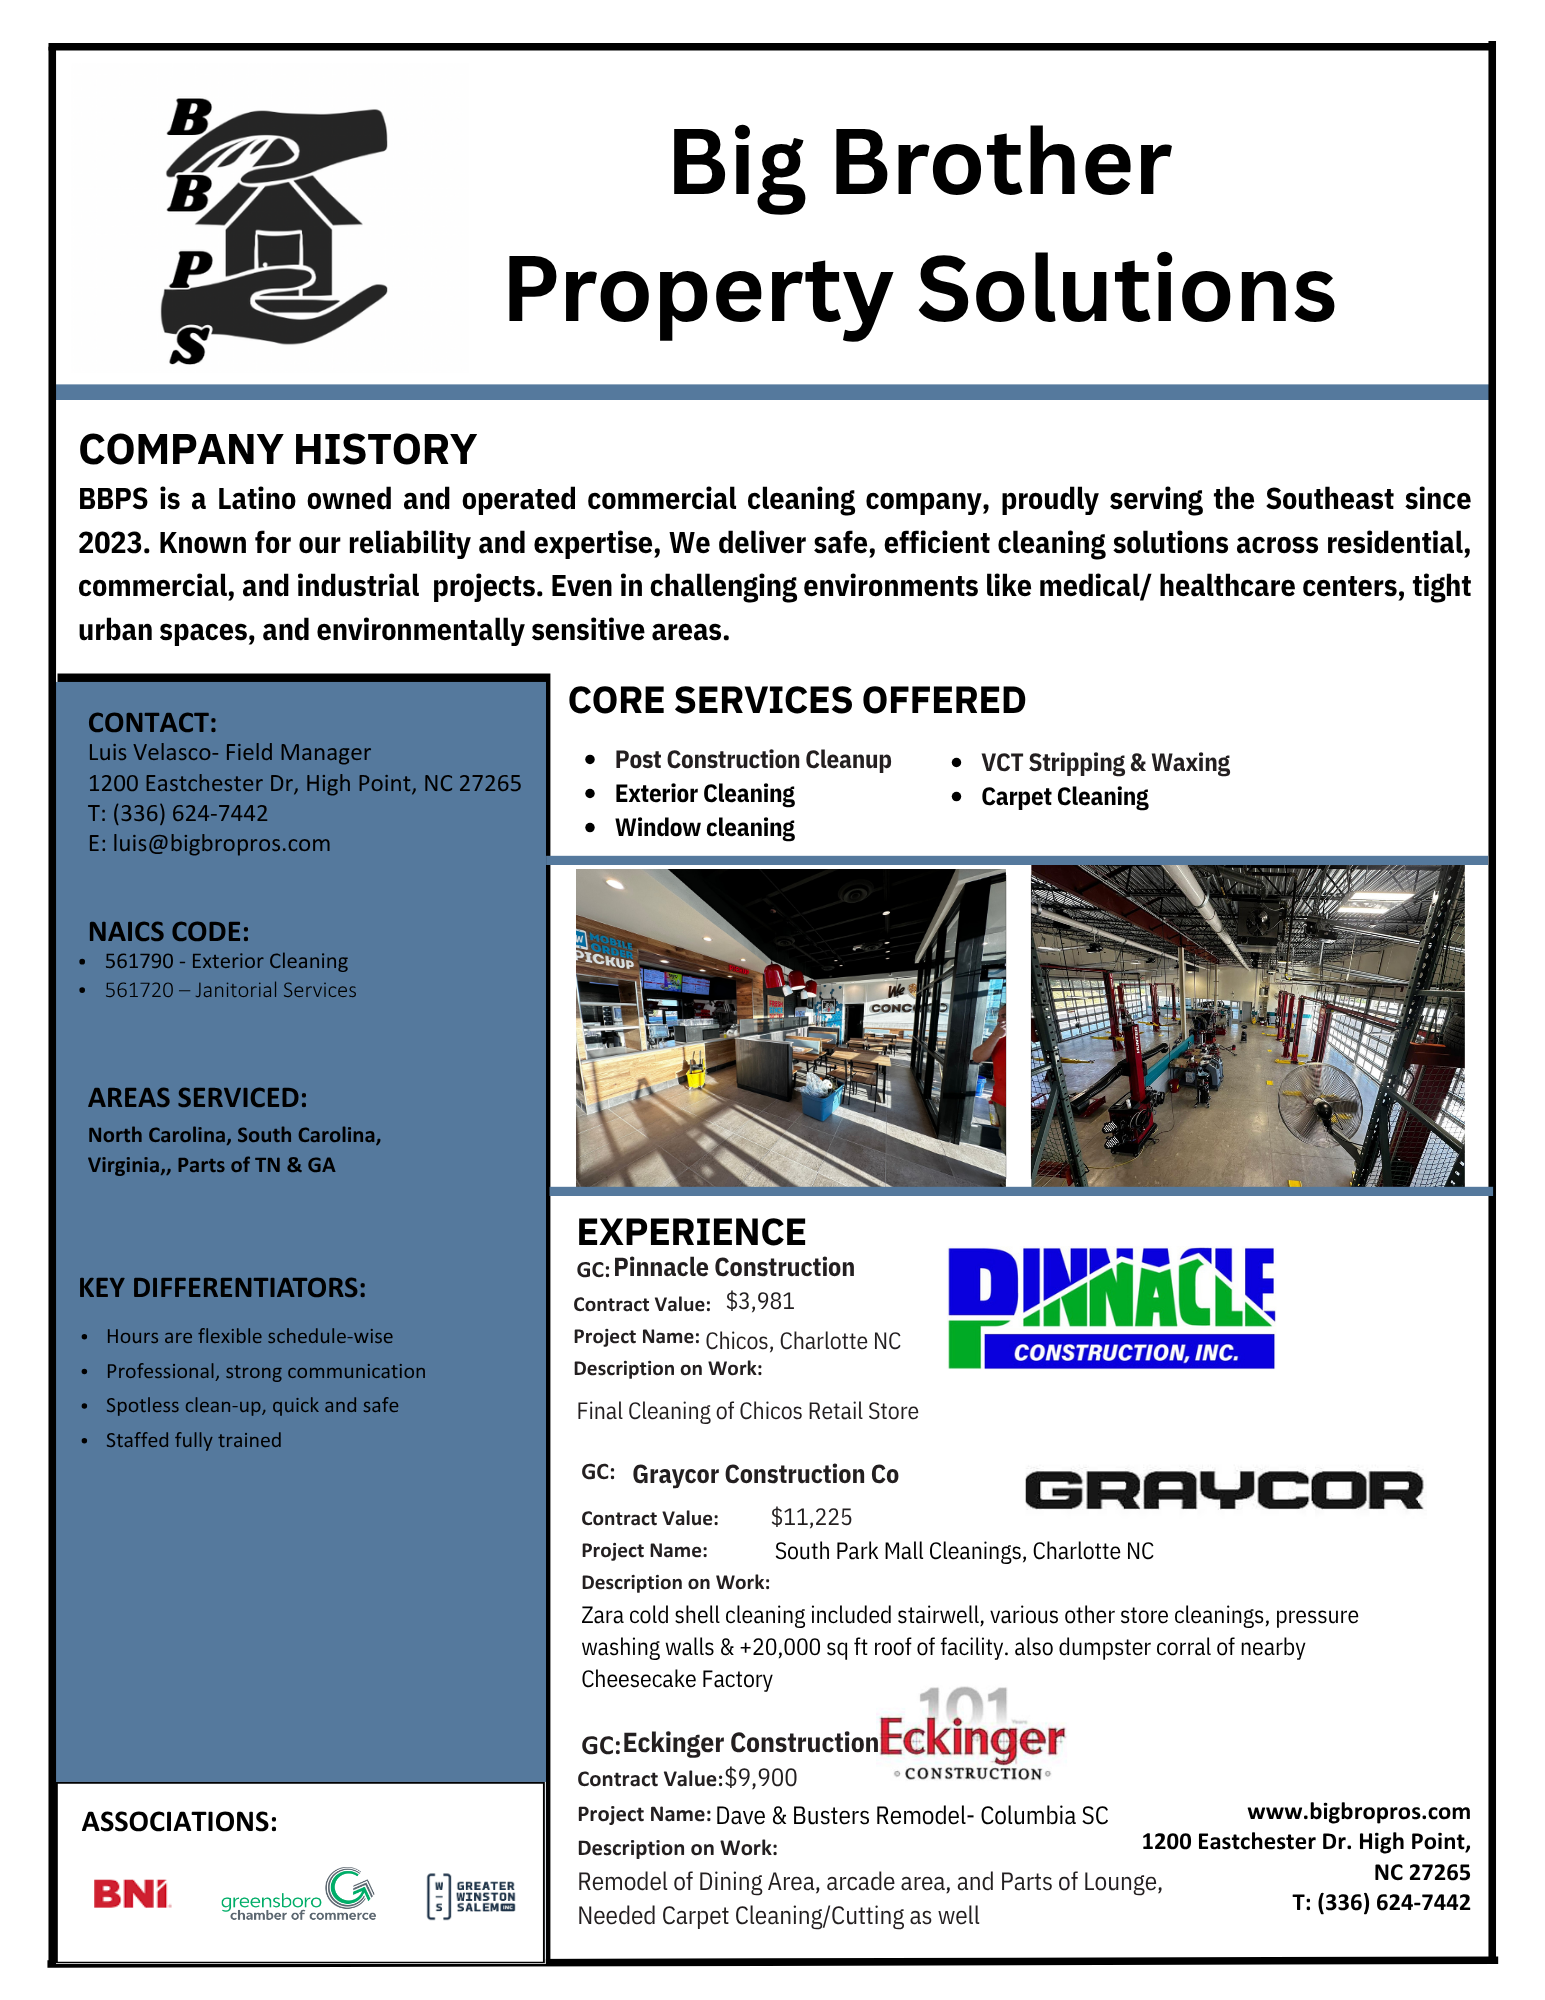 B
B
P
S
Big Brother
Property Solutions
COMPANY HISTORY
BBPS is a Latino owned and operated commercial cleaning company, proudly serving the Southeast since
2023. Known for our reliability and expertise, We deliver safe, efficient cleaning solutions across residential,
commercial, and industrial projects. Even in challenging environments like medical/ healthcare centers, tight
urban spaces, and environmentally sensitive areas.
CONTACT:
Luis Velasco- Field Manager
1200 Eastchester Dr, High Point, NC 27265
T: (336) 624-7442
E: luis@bigbropros.com
NAICS CODE:
• 561790 - Exterior Cleaning
• 561720 – Janitorial Services
AREAS SERVICED:
North Carolina, South Carolina,
Virginia,, Parts of TN & GA
KEY DIFFERENTIATORS:
• Hours are flexible schedule-wise
• Professional, strong communication
• Spotless clean-up, quick and safe
• Staffed fully trained
ASSOCIATIONS:
BNI
greensboro
chamber of commerce
W-S
GREATER
WINSTON
SALEM INC
CORE SERVICES OFFERED
• Post Construction Cleanup
• Exterior Cleaning
• Window cleaning
• VCT Stripping & Waxing
• Carpet Cleaning
MOBILE
ORDER
PICKUP
We
CONCO
EXPERIENCE
GC: Pinnacle Construction
Contract Value: $3,981
Project Name: Chicos, Charlotte NC
Description on Work:
Final Cleaning of Chicos Retail Store
PINNACLE
CONSTRUCTION, INC.
GC: Graycor Construction Co
GRAYCOR
Contract Value: $11,225
Project Name: South Park Mall Cleanings, Charlotte NC
Description on Work:
Zara cold shell cleaning included stairwell, various other store cleanings, pressure
washing walls & +20,000 sq ft roof of facility. also dumpster corral of nearby
Cheesecake Factory
GC: Eckinger Construction
101
Eckinger
CONSTRUCTION
Contract Value: $9,900
Project Name: Dave & Busters Remodel- Columbia SC
Description on Work:
Remodel of Dining Area, arcade area, and Parts of Lounge,
Needed Carpet Cleaning/Cutting as well
www.bigbropros.com
1200 Eastchester Dr. High Point,
NC 27265
T: (336) 624-7442